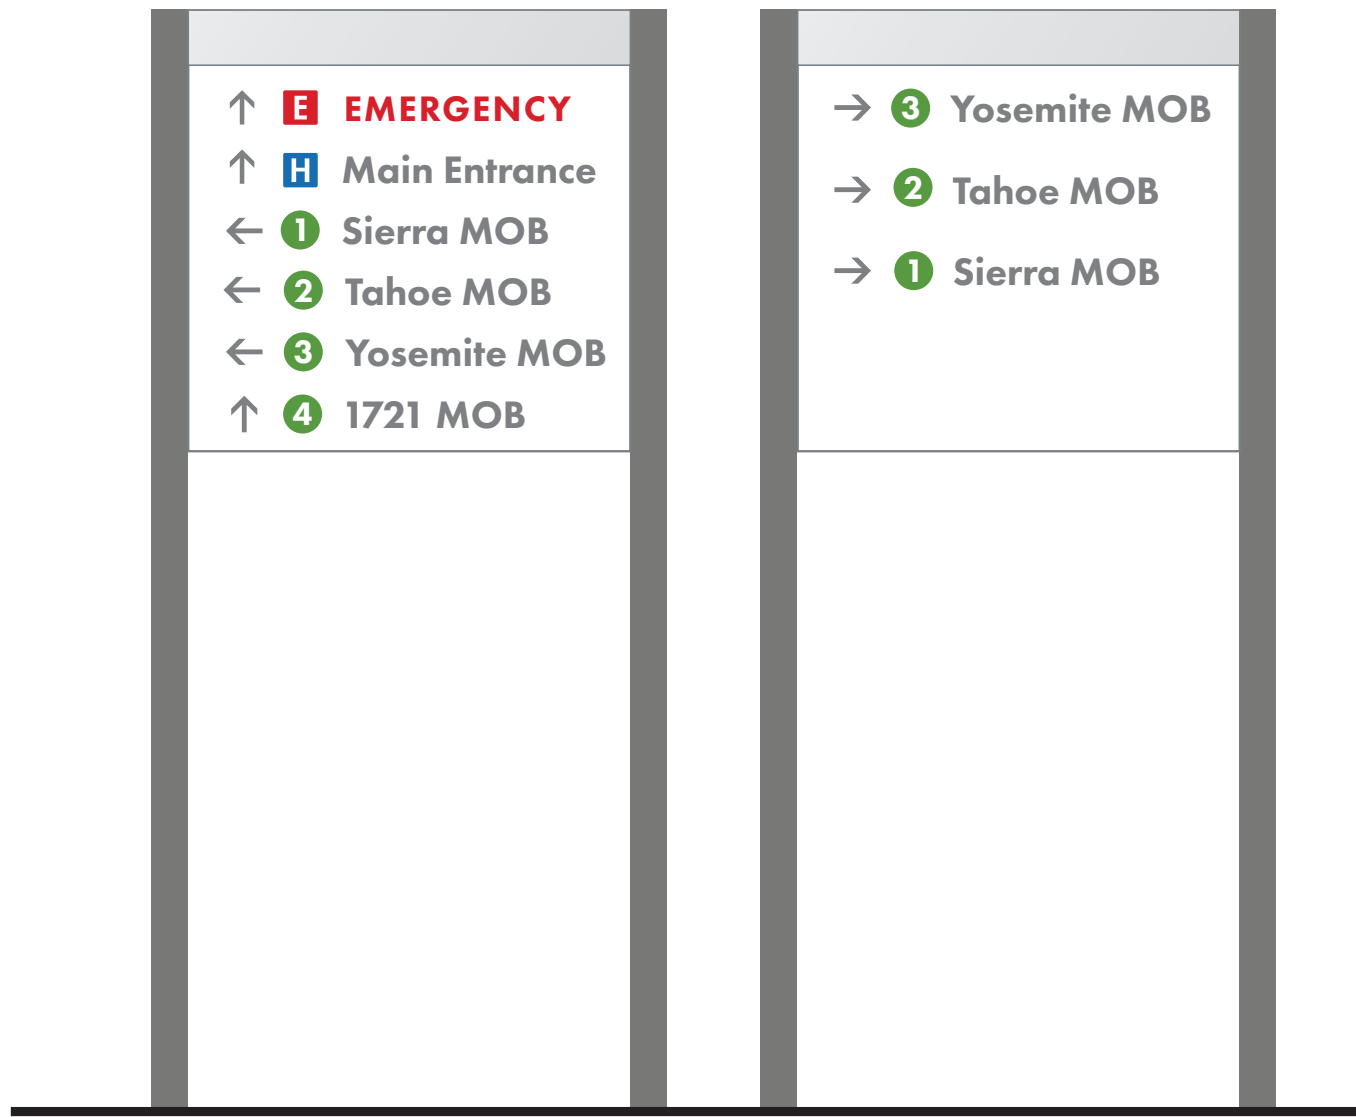 ↑ E EMERGENCY
↑ H Main Entrance
← 1 Sierra MOB
← 2 Tahoe MOB
← 3 Yosemite MOB
↑ 4 1721 MOB
→ 3 Yosemite MOB
→ 2 Tahoe MOB
→ 1 Sierra MOB